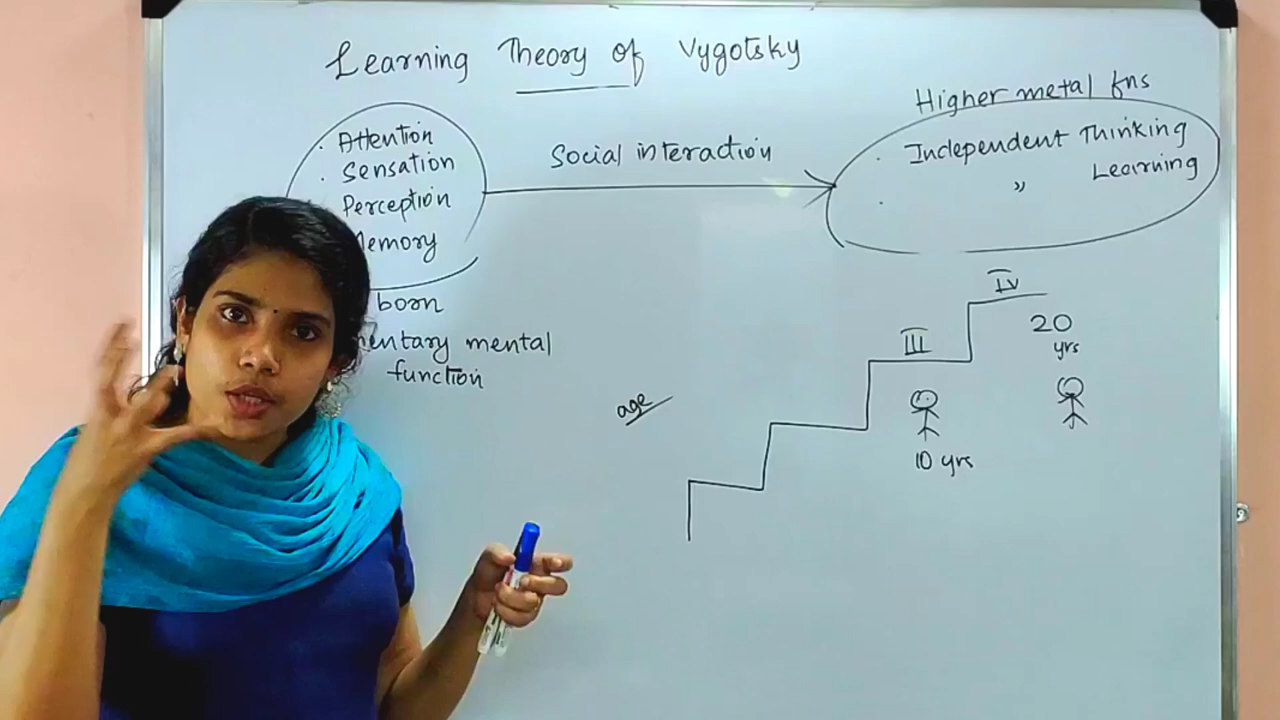 Learning Theory of Vygotsky
Higher metal fns
. Attention
. Sensation
Perception
Memory
Social interaction
. Independent Thinking
. " Learning
born
entary mental
function
age
III
IV
10 yrs
20
yrs